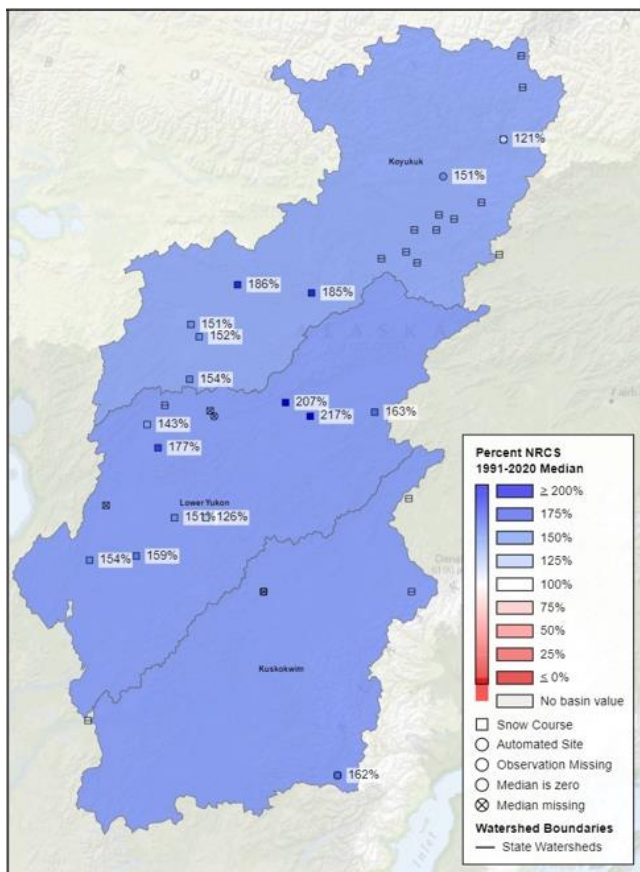 B R O
121%
Koyukuk
151%
186%
185%
151%
152%
154%
A L A S K A
207%
217%
163%
143%
177%
Lower Yukon
151% 126%
154%
159%
Kuskokwim
162%
Inlet
Percent NRCS
1991-2020 Median
≥ 200%
175%
150%
125%
100%
75%
50%
25%
≤ 0%
No basin value
Snow Course
Automated Site
Observation Missing
Median is zero
Median missing
Watershed Boundaries
State Watersheds